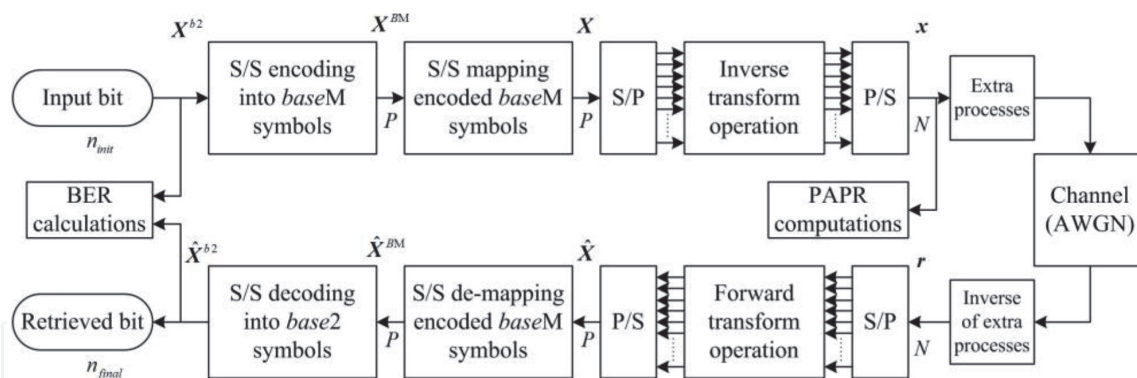 X^{b2}
X^{BM}
X
x
Input bit
n_{init}
S/S encoding
into baseM
symbols
P
S/S mapping
encoded baseM
symbols
P
S/P
Inverse
transform
operation
P/S
N
Extra
processes
BER
calculations
PAPR
computations
Channel
(AWGN)
X̂^{b2}
X̂^{BM}
X̂
r
Retrieved bit
n_{final}
S/S decoding
into base2
symbols
P
S/S de-mapping
encoded baseM
symbols
P
P/S
Forward
transform
operation
S/P
N
Inverse
of extra
processes